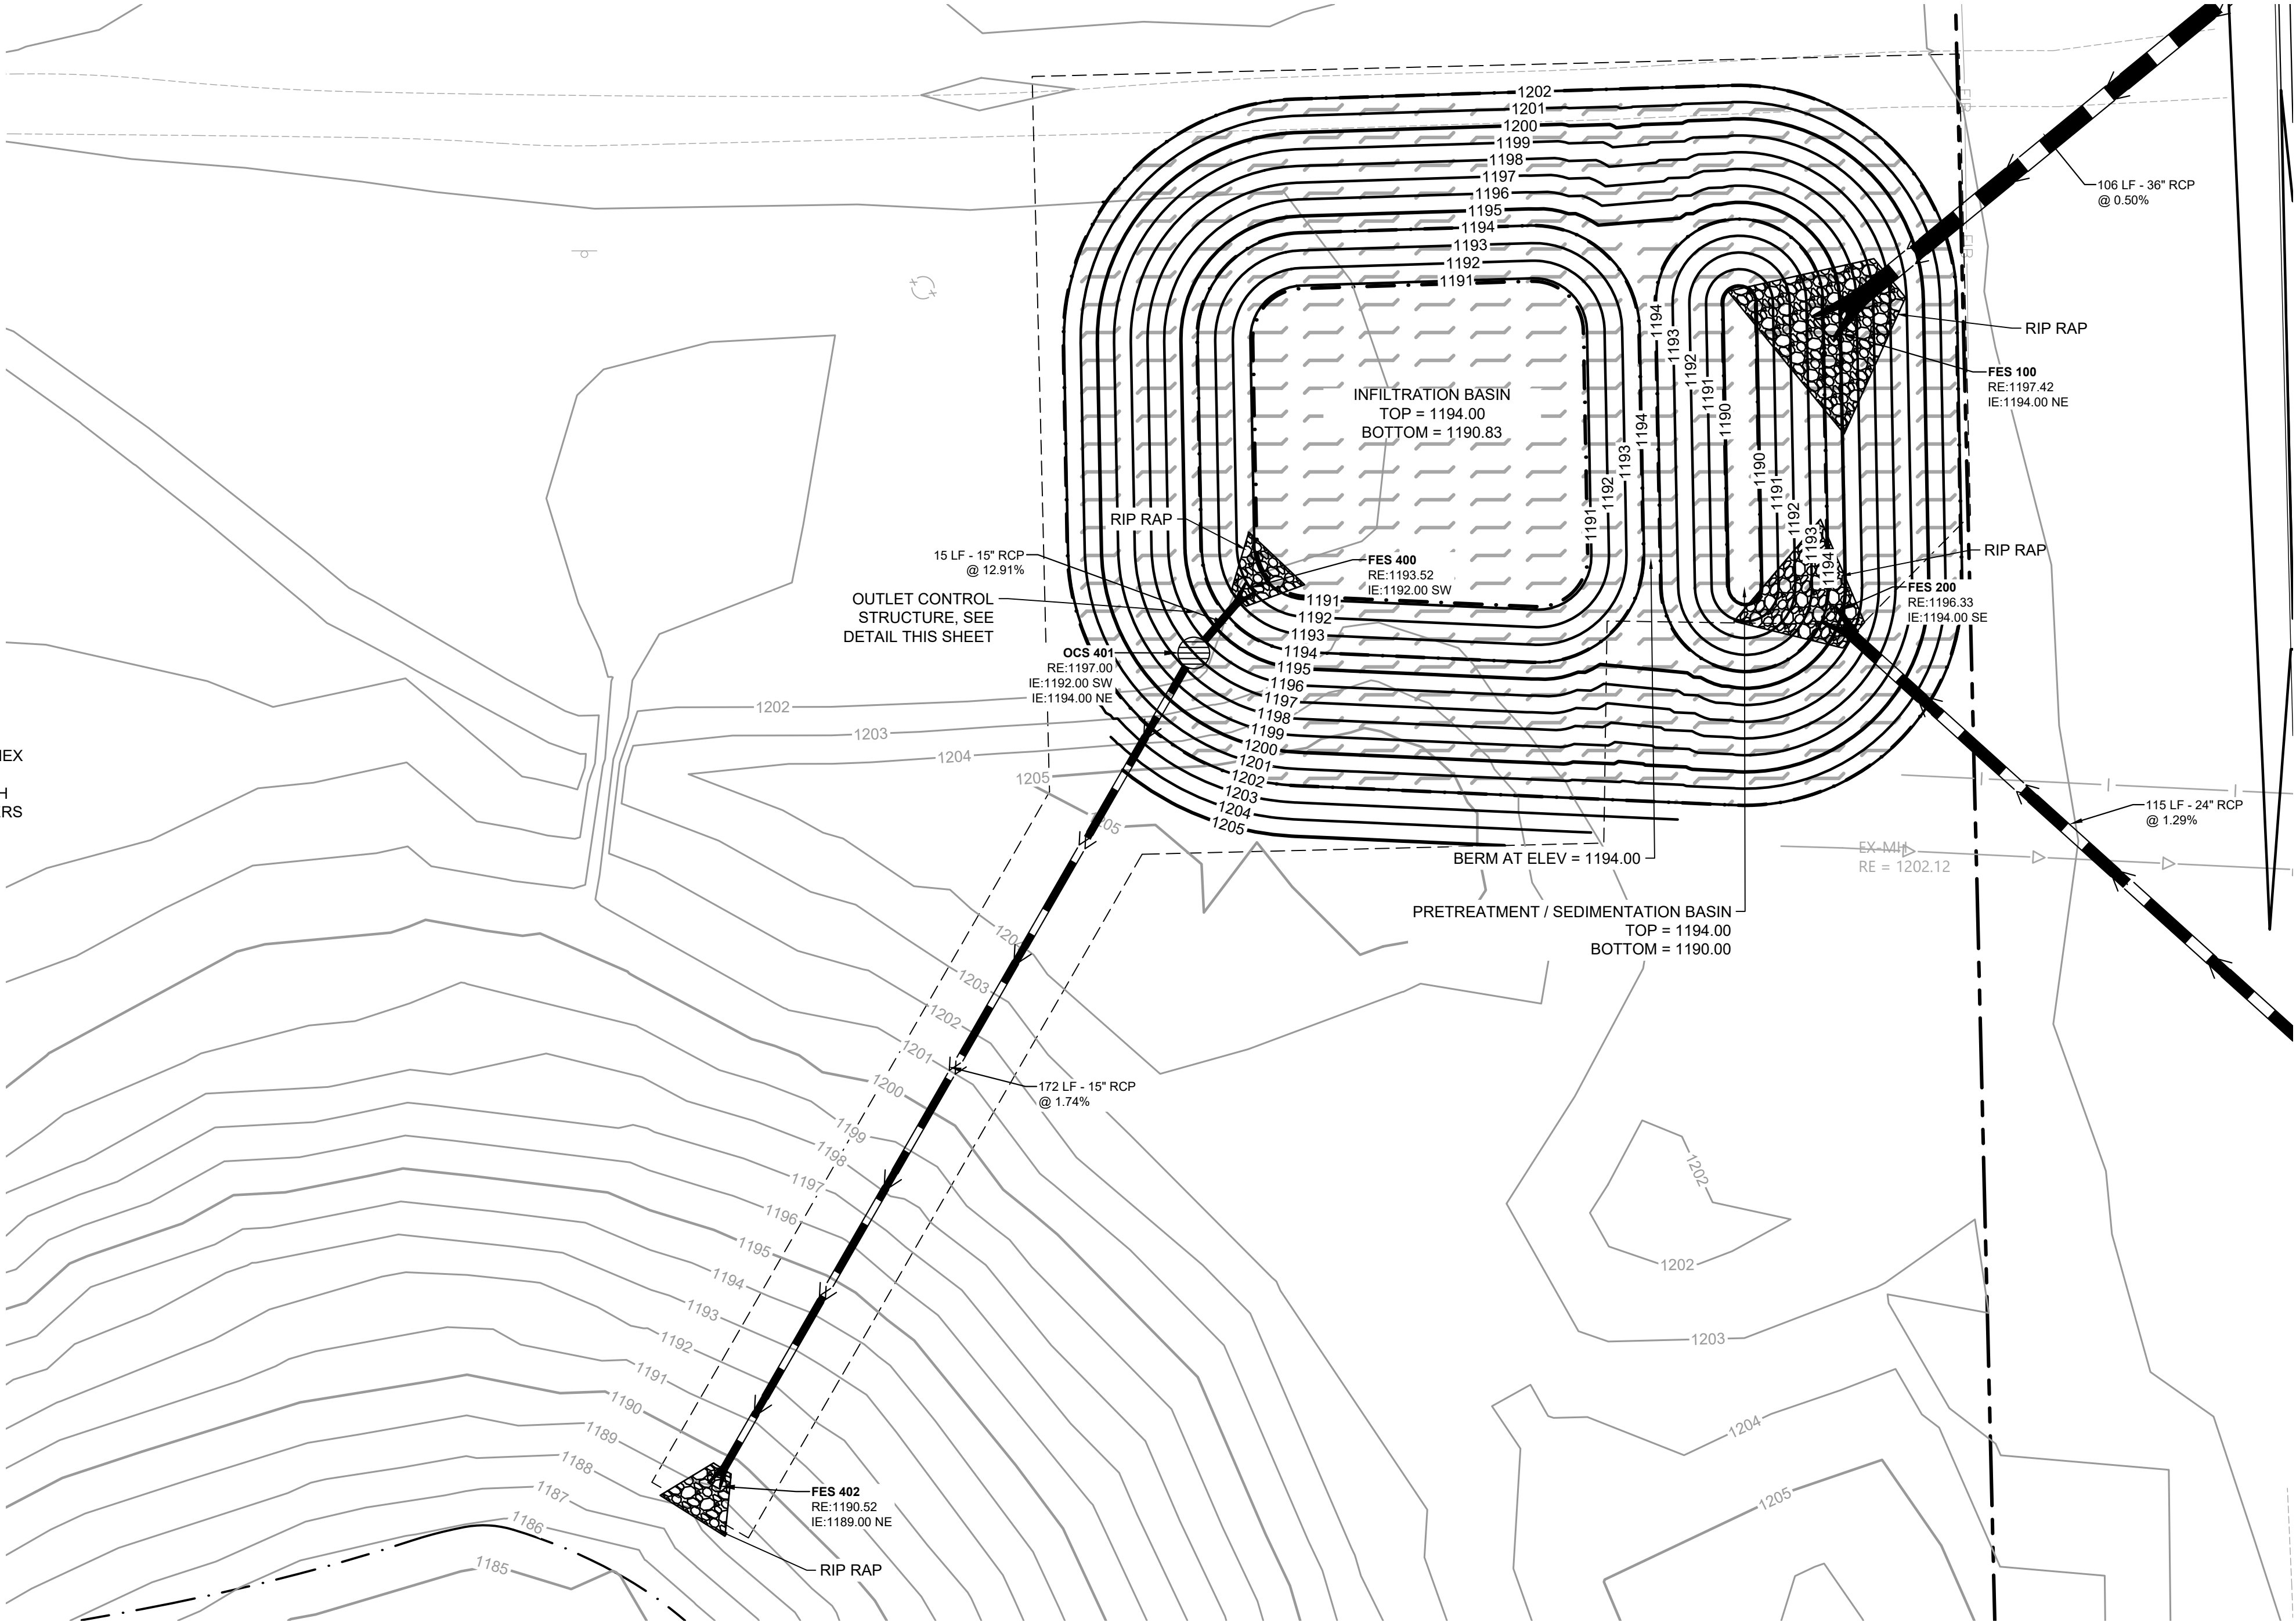 1202
1201
1200
1199
1198
1197
1196
1195
1194
1193
1192
1191
106 LF - 36" RCP
@ 0.50%
RIP RAP
FES 100
RE:1197.42
IE:1194.00 NE
INFILTRATION BASIN
TOP = 1194.00
BOTTOM = 1190.83
1194
1193
1192
1191
1190
1194
1193
1192
1191
1190
1191
1192
1193
1194
RIP RAP
15 LF - 15" RCP
@ 12.91%
OUTLET CONTROL
STRUCTURE, SEE
DETAIL THIS SHEET
FES 400
RE:1193.52
IE:1192.00 SW
RIP RAP
FES 200
RE:1196.33
IE:1194.00 SE
OCS 401
RE:1197.00
IE:1192.00 SW
IE:1194.00 NE
1191
1192
1193
1194
1195
1196
1197
1198
1199
1200
1201
1202
1203
1204
1205
1202
1203
1204
1205
1205
IEX
H
RS
115 LF - 24" RCP
@ 1.29%
EX-MH
RE = 1202.12
BERM AT ELEV = 1194.00
PRETREATMENT / SEDIMENTATION BASIN
TOP = 1194.00
BOTTOM = 1190.00
1204
1203
1202
1201
1200
1199
1198
1197
1196
1195
1194
1193
1192
1191
1190
1189
1188
1187
1186
1185
172 LF - 15" RCP
@ 1.74%
1202
1202
1203
1204
1205
FES 402
RE:1190.52
IE:1189.00 NE
RIP RAP